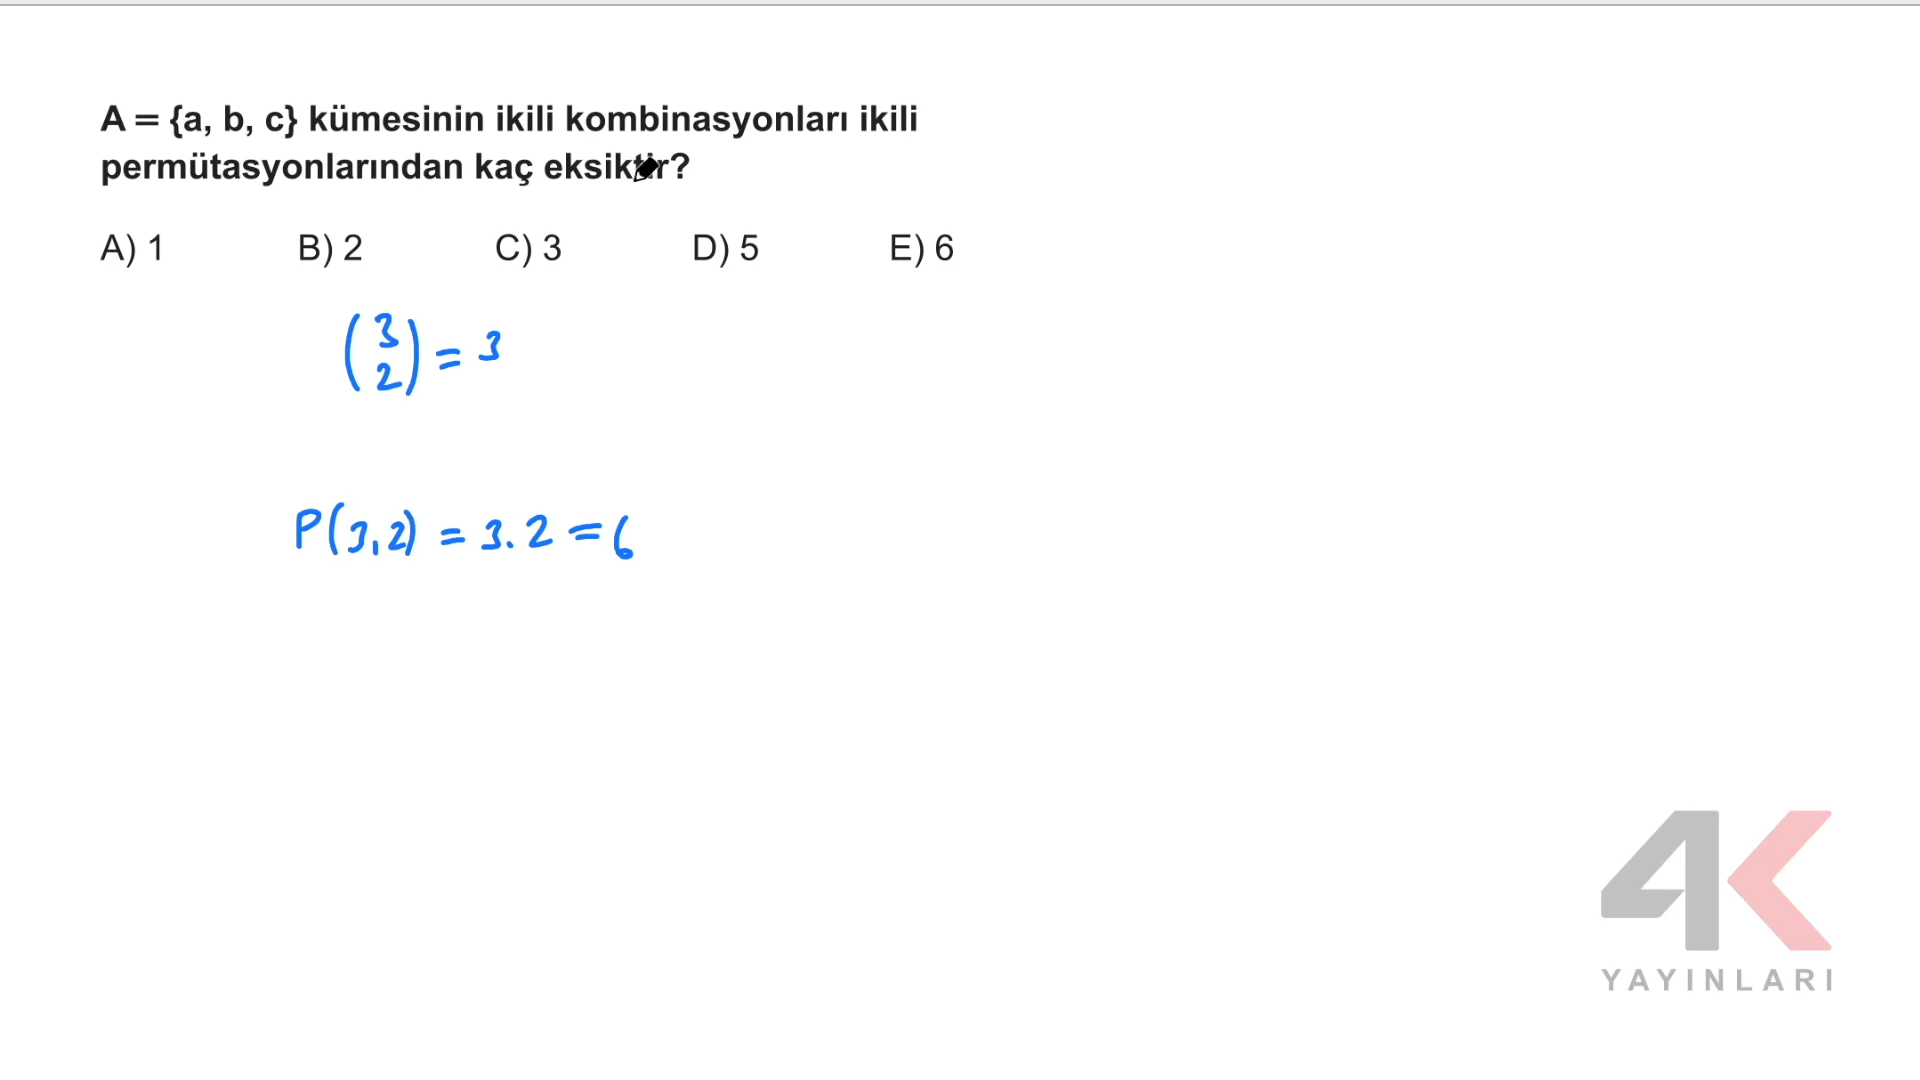 A = {a, b, c} kümesinin ikili kombinasyonları ikili
permütasyonlarından kaç eksiktir?
A) 1 B) 2 C) 3 D) 5 E) 6
(3 2) = 3
P(3,2) = 3.2 = 6
4K
YAYINLARI